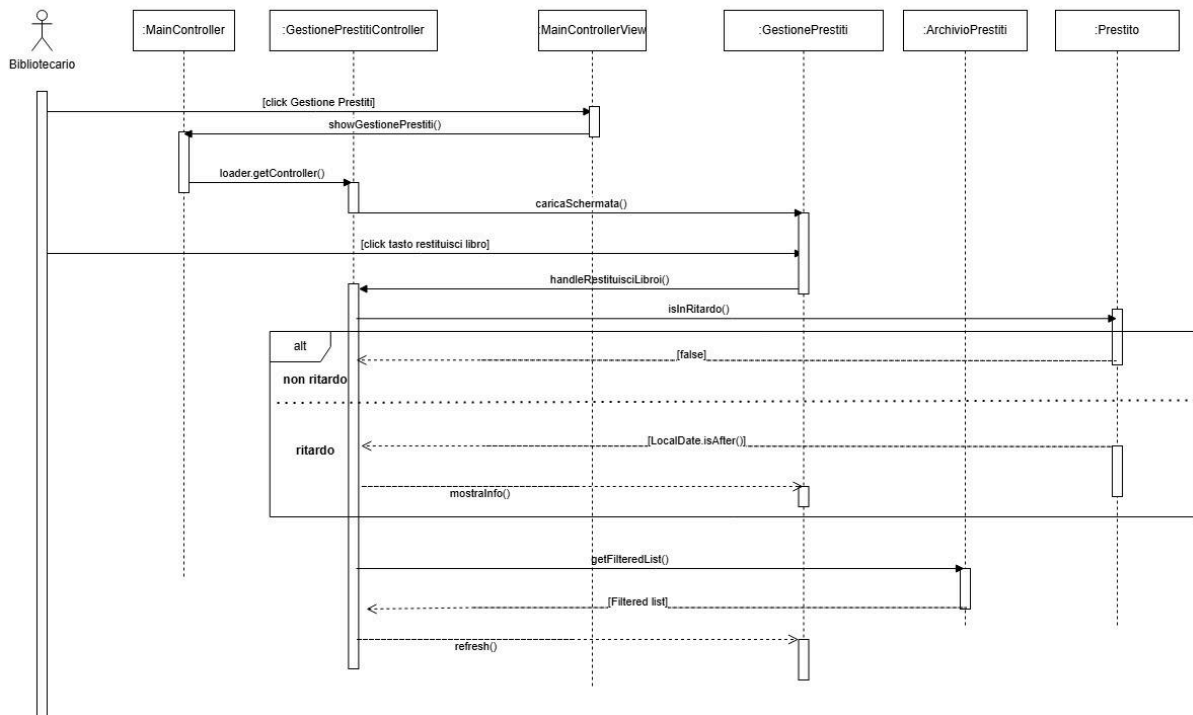 :MainController
:GestionePrestitiController
:MainControllerView
:GestionePrestiti
:ArchivioPrestiti
:Prestito
Bibliotecario
[click Gestione Prestiti]
showGestionePrestiti()
loader.getController()
caricaSchermata()
[click tasto restituisci libro]
handleRestituisciLibroi()
isInRitardo()
alt
[false]
non ritardo
[LocalDate.isAfter()]
ritardo
mostraInfo()
getFilteredList()
[Filtered list]
refresh()